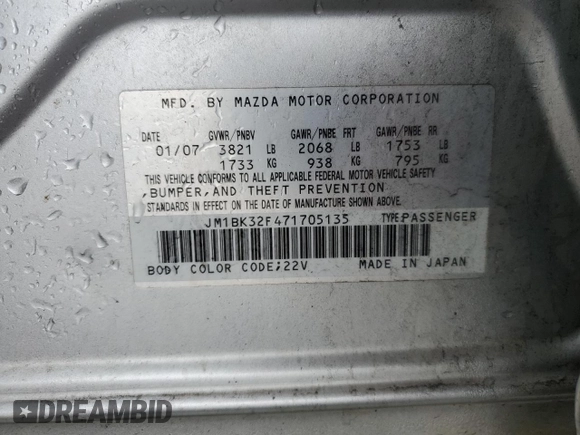 MFD. BY MAZDA MOTOR CORPORATION
DATE GVWR/PNBV GAWR/PNBE FRT GAWR/PNBE RR
01/07 3821 LB 2068 LB 1753 LB
1733 KG 938 KG 795 KG
THIS VEHICLE CONFORMS TO ALL APPLICABLE FEDERAL MOTOR VEHICLE SAFETY
,BUMPER,AND THEFT PREVENTION
STANDARDS IN EFFECT ON THE DATE OF MANUFACTURE SHOWN ABOVE.
JM1BK32F471705135 TYPE:PASSENGER
BODY COLOR CODE;22V MADE IN JAPAN
DREAMBID